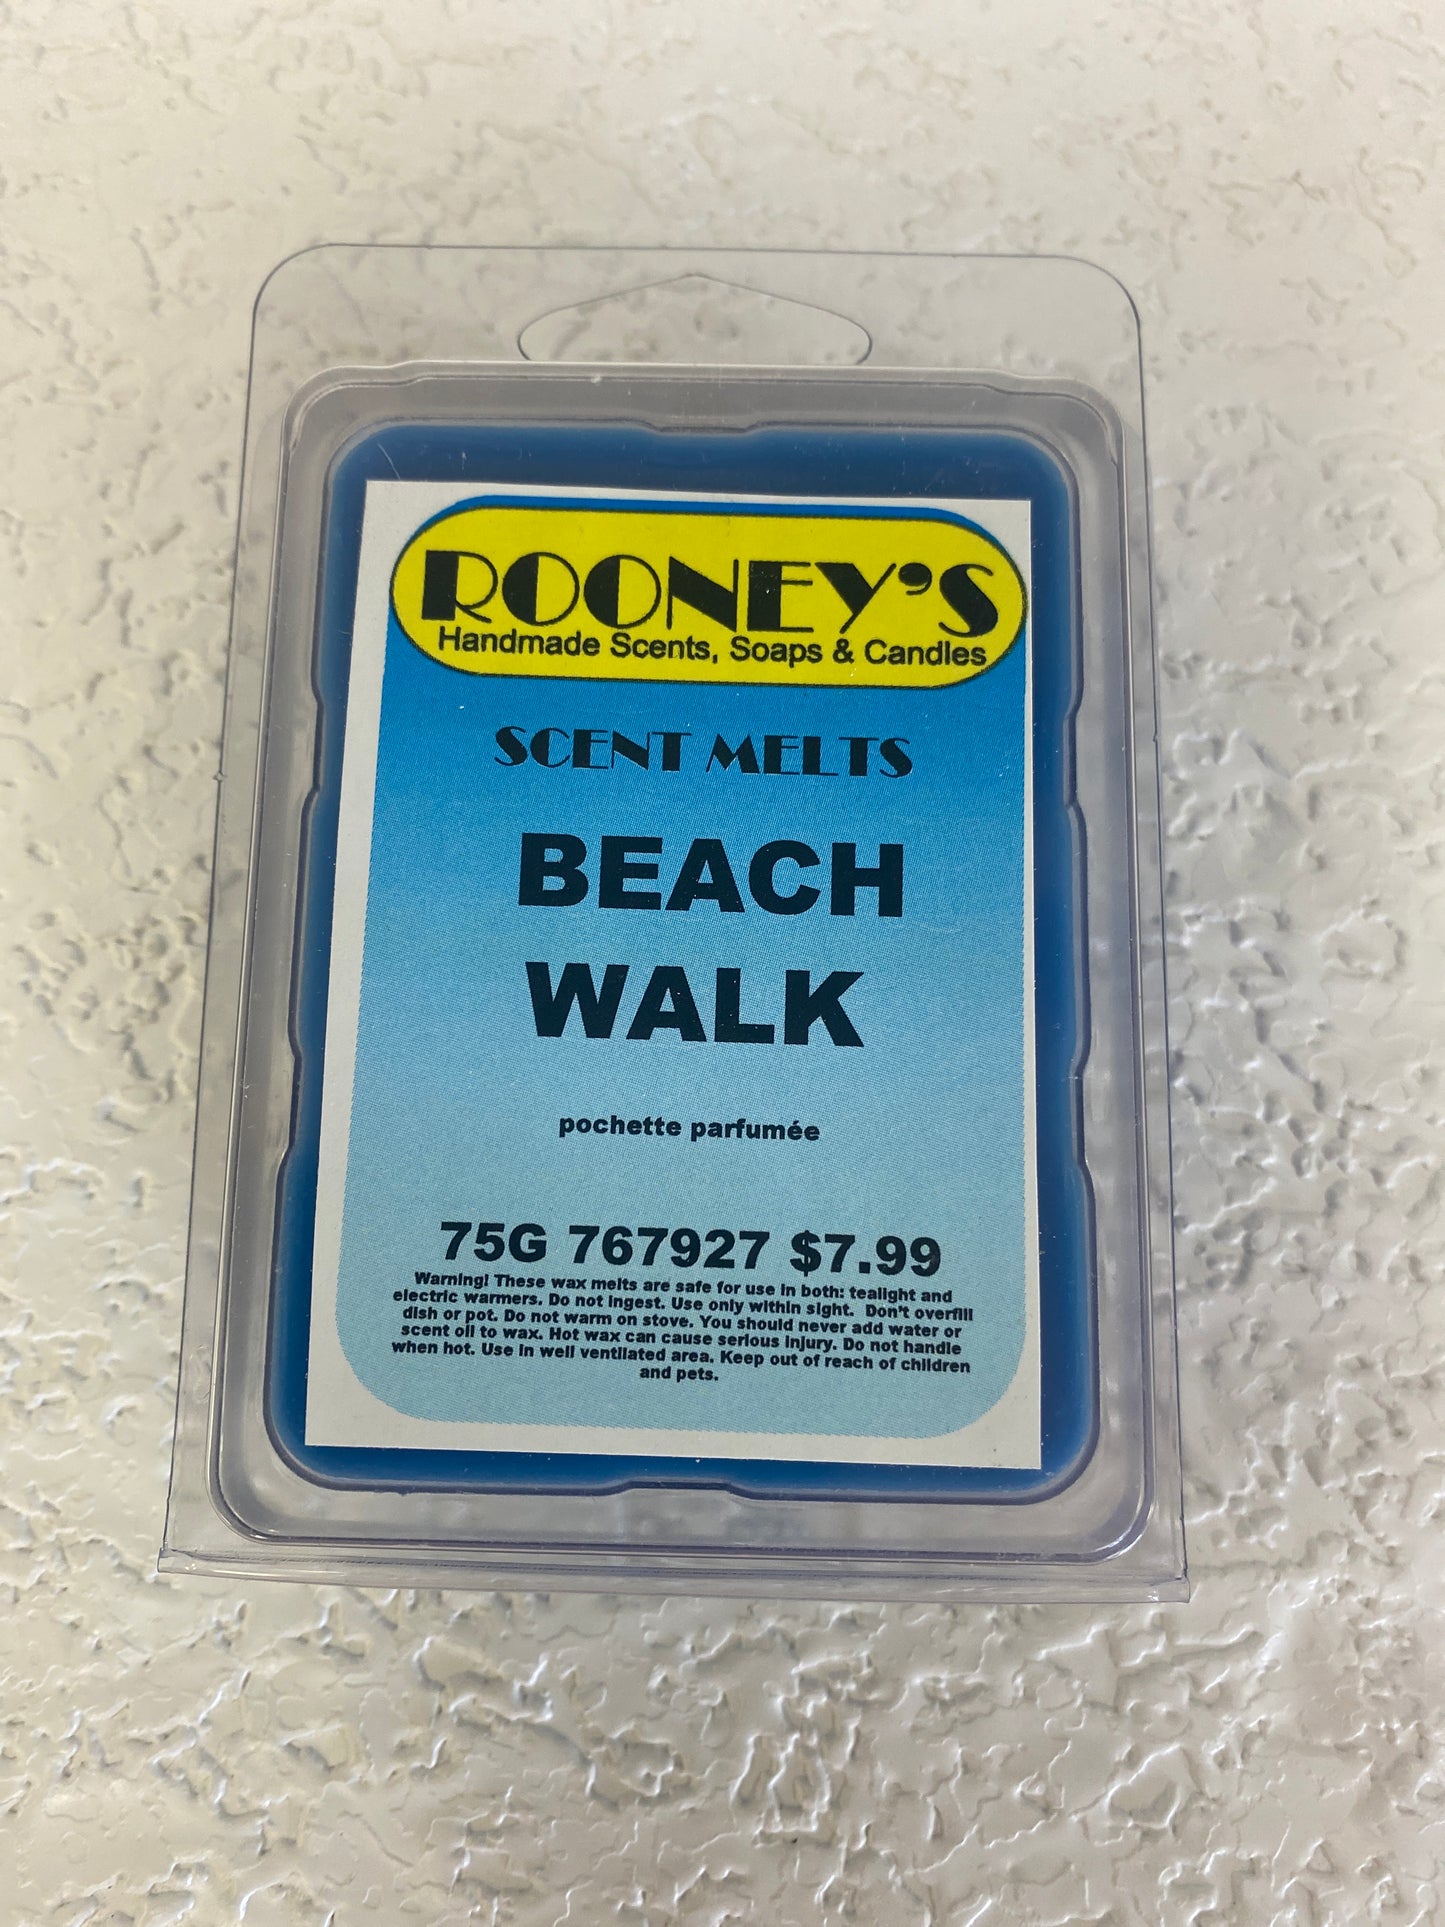 ROONEY'S
Handmade Scents, Soaps & Candles
SCENT MELTS
BEACH
WALK
pochette parfumée
75G 767927 $7.99
Warning! These wax melts are safe for use in both: tealight and
electric warmers. Do not ingest. Use only within sight. Don't overfill
dish or pot. Do not warm on stove. You should never add water or
scent oil to wax. Hot wax can cause serious injury. Do not handle
when hot. Use in well ventilated area. Keep out of reach of children
and pets.